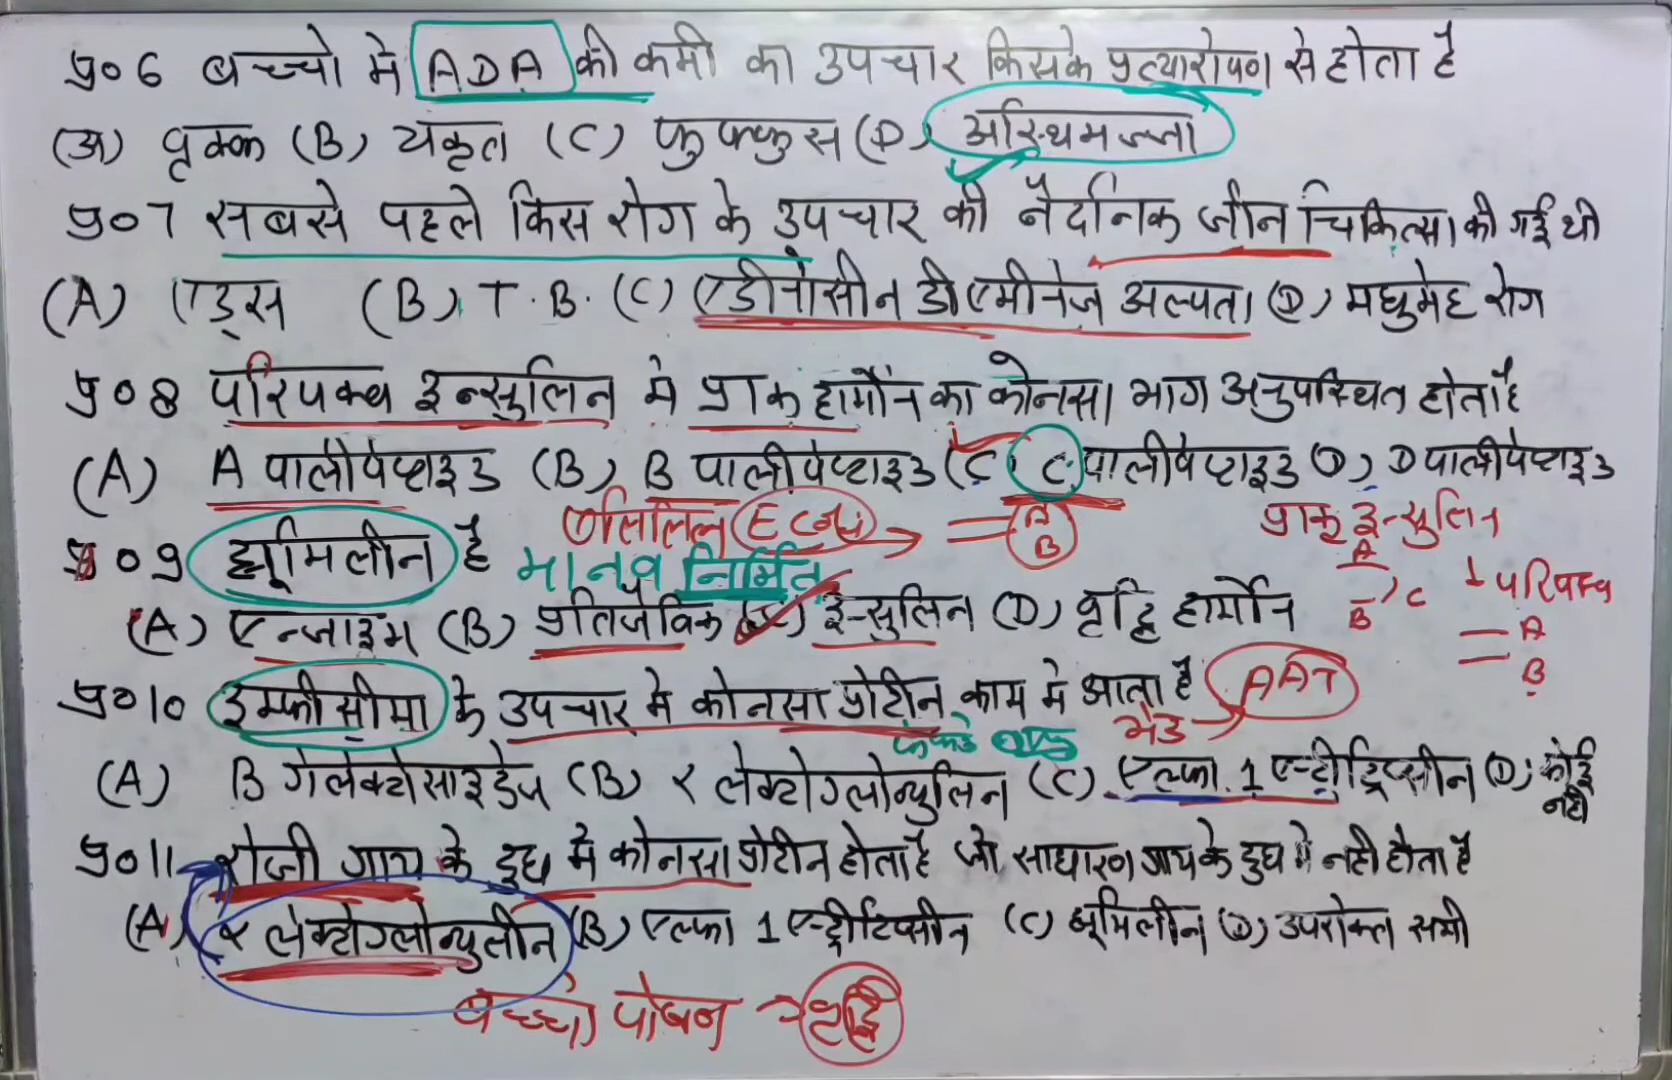 प्र०6 बच्चो मे ADA की कमी का उपचार किसके प्रत्यारोपण से होता है
(अ) वृक्क (B) यकृत (C) फुफ्फुस (D) अस्थिमज्जा
प्र०7 सबसे पहले किस रोग के उपचार की नैदानिक जीन चिकित्सा की गई थी
(A) एड्स (B) T.B. (C) एडीनोसीन डीएमीनेज अल्पता (D) मधुमेह रोग
प्र०8 परिपक्व इन्सुलिन मे प्राक हार्मोन का कोनसा भाग अनुपस्थित होता है
(A) A पालीपेप्टाइड (B) B पालीपेप्टाइड (C) C पालीपेप्टाइड (D) D पालीपेप्टाइड
E Coli → A B
प्राक् इन्सुलिन
A B C
प्र०9 ह्यूमिलीन है मानव निर्मित
परिपक्व
A
B
(A) एन्जाइम (B) प्रतिजैविक (C) इन्सुलिन (D) वृद्धि हार्मोन
प्र०10 इम्फीसीमा के उपचार मे कोनसा प्रोटीन काम मे आता है AAT
भेड →
(A) B गेलेक्टोसाइडेज (B) ४ लेक्टोग्लोब्युलिन (C) एल्फा 1 एन्टीट्रिप्सीन (D) कोई नही
प्र०11 रोजी गाय के दुध मे कोनसा प्रोटीन होता है जो साधारण गाय के दुध मे नही होता है
(A) ∝ लेक्टोग्लोब्युलीन (B) एल्फा 1 एन्टीट्रिप्सीन (C) ह्यूमिलीन (D) उपरोक्त सभी
बच्चो पोषण → वृद्धि